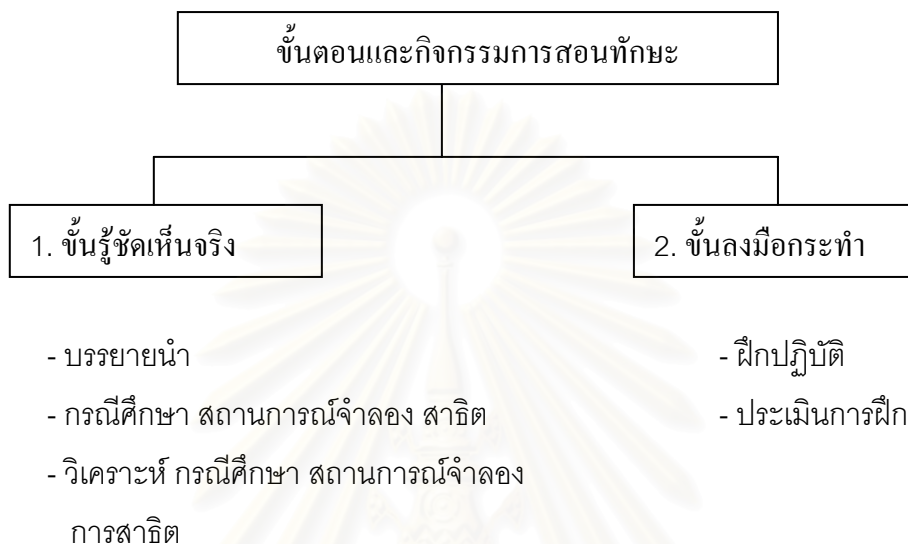 ขั้นตอนและกิจกรรมการสอนทักษะ
1. ขั้นรู้ชัดเห็นจริง
2. ขั้นลงมือกระทำ
- บรรยายนำ
- กรณีศึกษา สถานการณ์จำลอง สาธิต
- วิเคราะห์ กรณีศึกษา สถานการณ์จำลอง
การสาธิต
- ฝึกปฏิบัติ
- ประเมินการฝึก